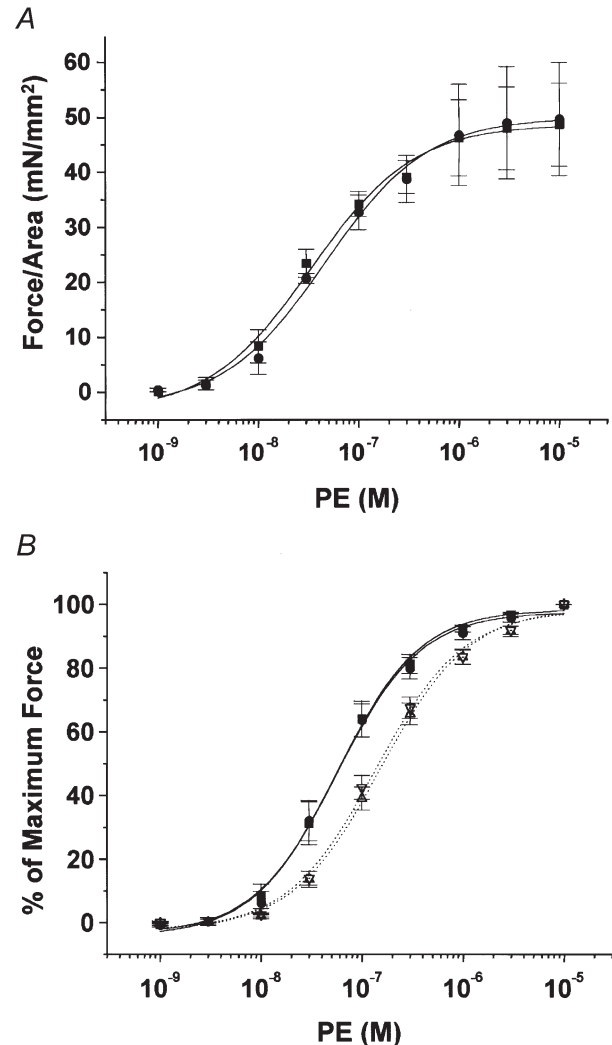 A
Force/Area (mN/mm²)
60
50
40
30
20
10
0
10⁻⁹ 10⁻⁸ 10⁻⁷ 10⁻⁶ 10⁻⁵
PE (M)
B
% of Maximum Force
100
80
60
40
20
0
10⁻⁹ 10⁻⁸ 10⁻⁷ 10⁻⁶ 10⁻⁵
PE (M)